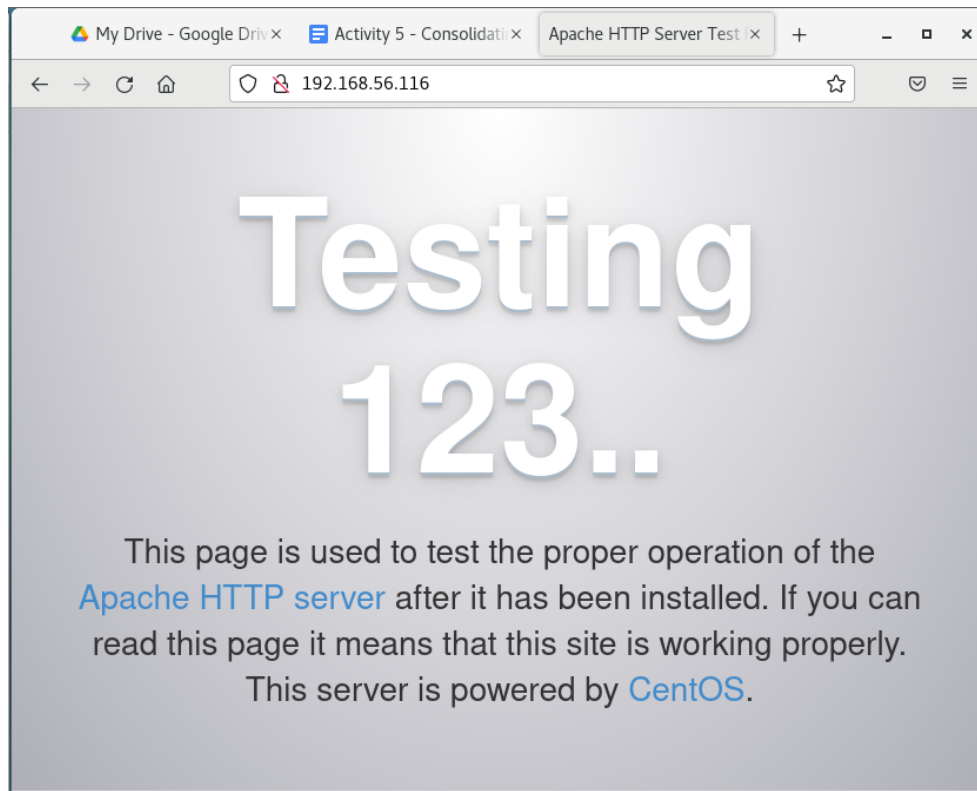 My Drive - Google Driv
Activity 5 - Consolidati
Apache HTTP Server Test
192.168.56.116
Testing
123..
This page is used to test the proper operation of the
Apache HTTP server after it has been installed. If you can
read this page it means that this site is working properly.
This server is powered by CentOS.